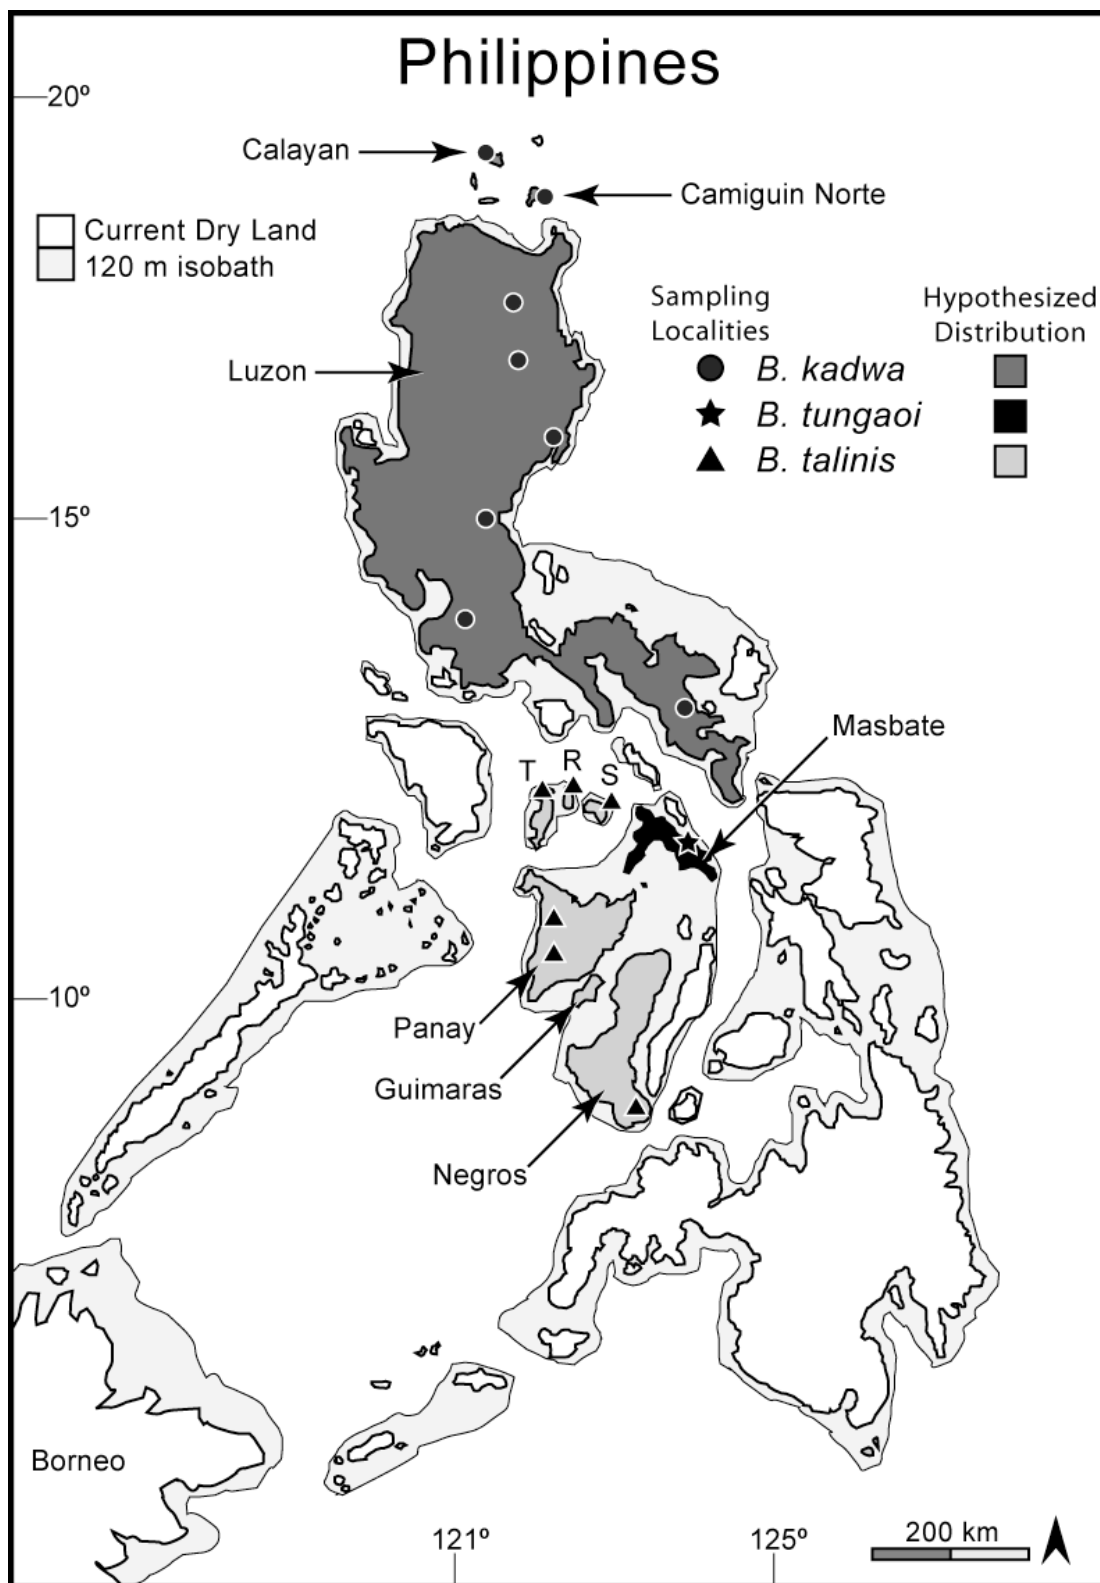 Philippines
20º
Calayan
Camiguin Norte
Current Dry Land
120 m isobath
Sampling Localities
Hypothesized Distribution
B. kadwa
B. tungaoi
B. talinis
Luzon
15º
Masbate
T R S
10º
Panay
Guimaras
Negros
Borneo
121º
125º
200 km